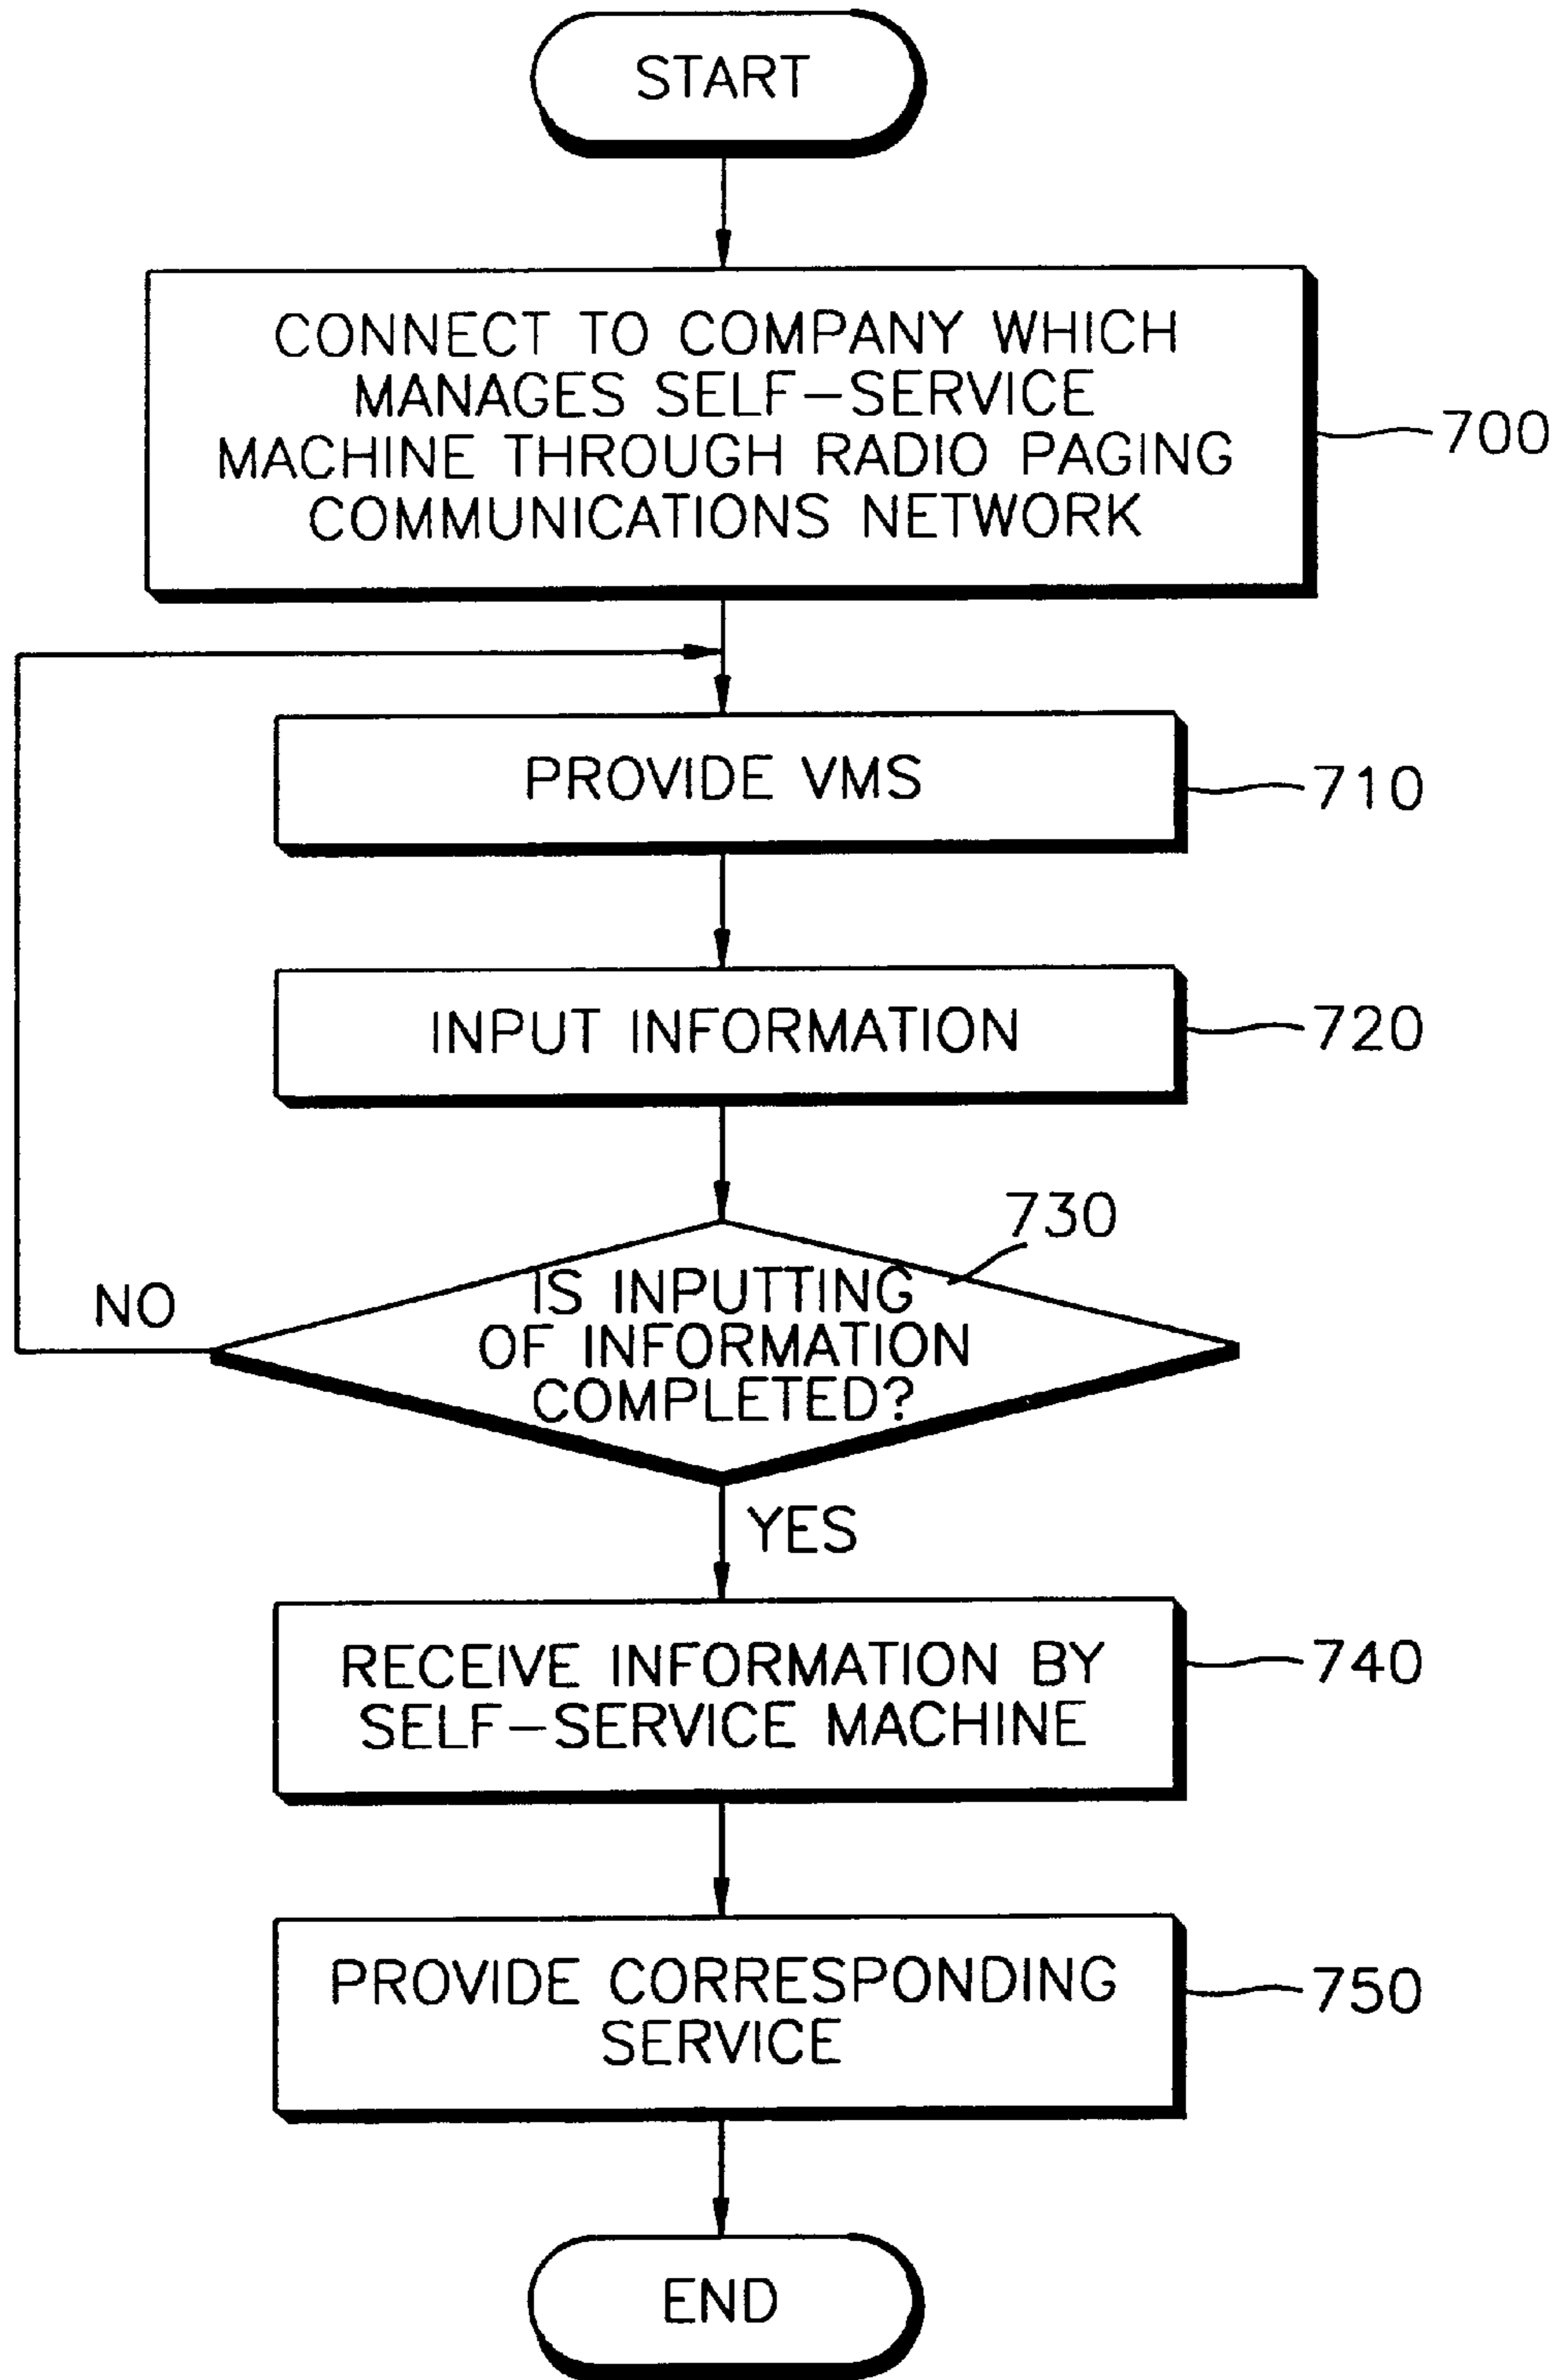 START
CONNECT TO COMPANY WHICH
MANAGES SELF-SERVICE
MACHINE THROUGH RADIO PAGING
COMMUNICATIONS NETWORK
700
PROVIDE VMS
710
INPUT INFORMATION
720
730
IS INPUTTING
OF INFORMATION
COMPLETED?
NO
YES
RECEIVE INFORMATION BY
SELF-SERVICE MACHINE
740
PROVIDE CORRESPONDING
SERVICE
750
END